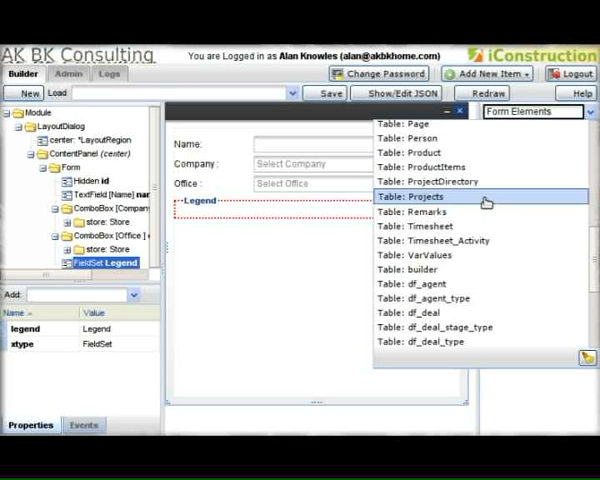 AK BK Consulting
You are Logged in as Alan Knowles (alan@akbkhome.com)
iConstruction
Builder
Admin
Logs
Change Password
Add New Item
Logout
New
Load
Save
Show/Edit JSON
Redraw
Help
Module
LayoutDialog
center: *LayoutRegion
ContentPanel (center)
Form
Hidden id
TextField [Name]
ComboBox [Company
store: Store
ComboBox [Office ]
store: Store
FieldSet Legend
Add:
Name
Value
legend
Legend
xtype
FieldSet
Properties
Events
Name:
Company :
Select Company
Office :
Select Office
Legend
Form Elements
Table: Page
Table: Person
Table: Product
Table: ProductItems
Table: ProjectDirectory
Table: Projects
Table: Remarks
Table: Timesheet
Table: Timesheet_Activity
Table: VarValues
Table: builder
Table: df_agent
Table: df_agent_type
Table: df_deal
Table: df_deal_stage_type
Table: df_deal_type